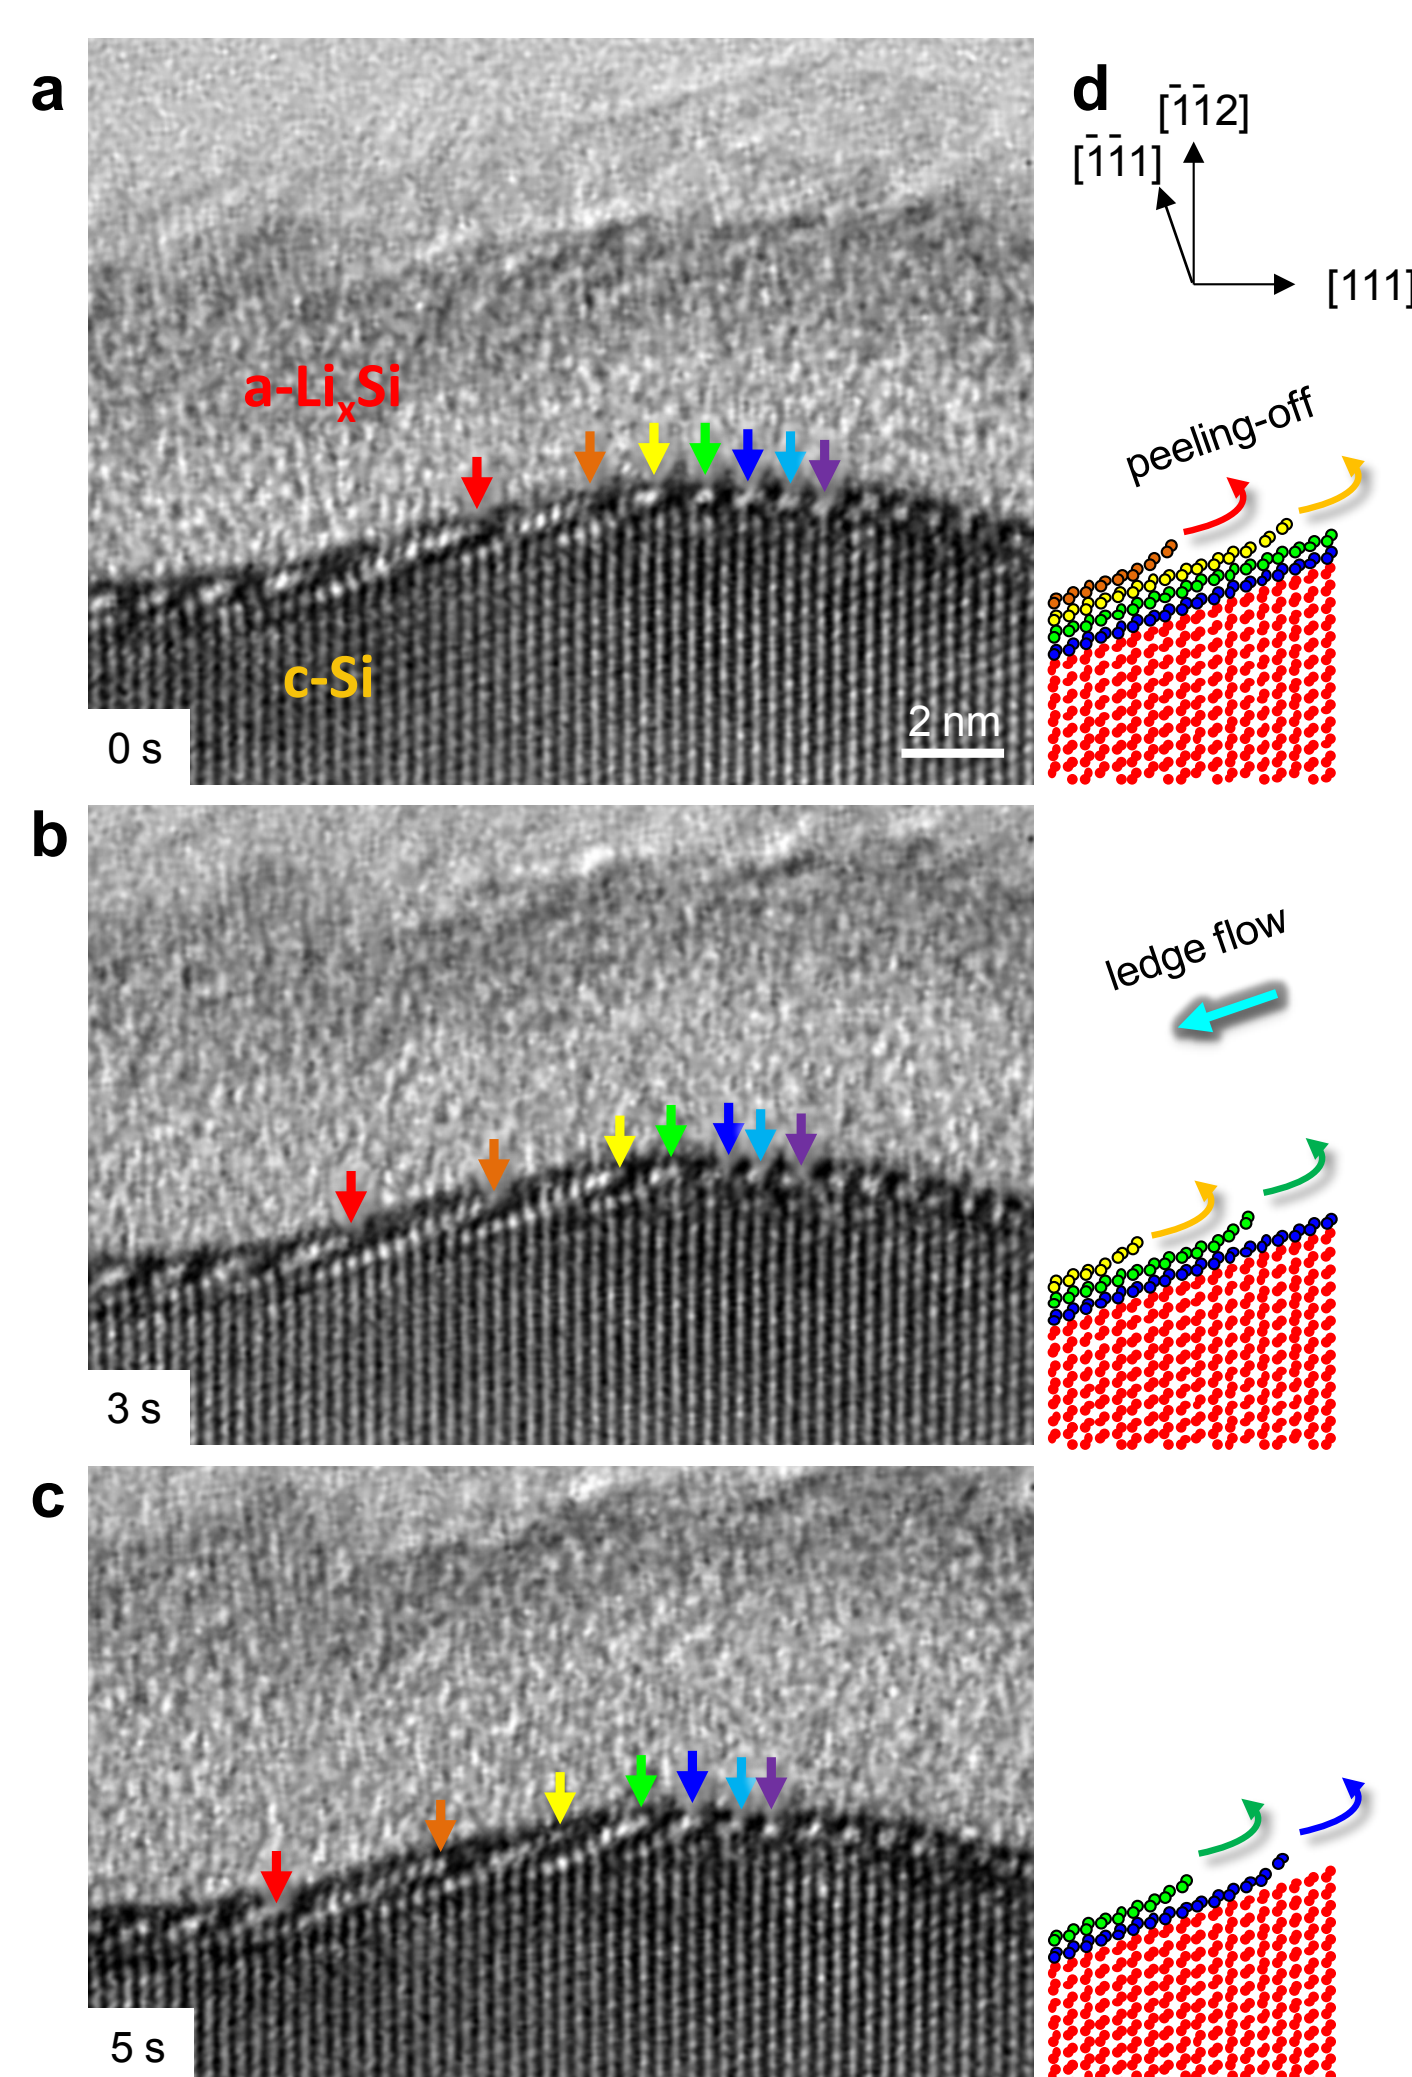 a
a-LiₓSi
c-Si
0 s
2 nm
b
3 s
c
5 s
d
[1̄1̄2]
[1̄1̄1]
[111]
peeling-off
ledge flow